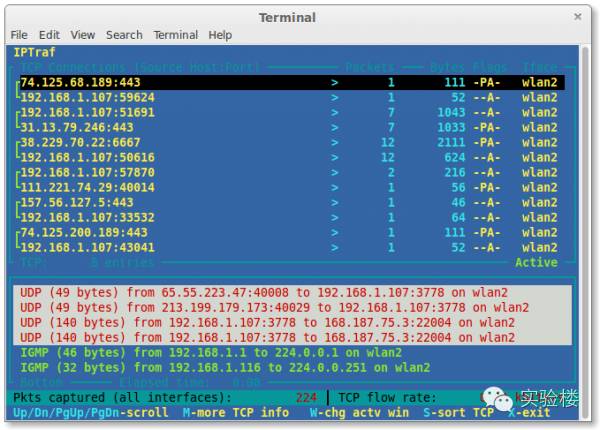 Terminal
File Edit View Search Terminal Help
IPTraf
TCP Connections (Source Host:Port) Packets Bytes Flags Iface
74.125.68.189:443 > 1 111 -PA- wlan2
192.168.1.107:59624 > 1 52 --A- wlan2
192.168.1.107:51691 > 7 1043 --A- wlan2
31.13.79.246:443 > 7 1033 -PA- wlan2
38.229.70.22:6667 > 12 2111 -PA- wlan2
192.168.1.107:50616 > 12 624 --A- wlan2
192.168.1.107:57870 > 2 216 --A- wlan2
111.221.74.29:40014 > 1 56 -PA- wlan2
157.56.127.5:443 > 1 46 --A- wlan2
192.168.1.107:33532 > 1 64 --A- wlan2
74.125.200.189:443 > 1 111 -PA- wlan2
192.168.1.107:43041 > 1 52 --A- wlan2
TCP: 8 entries Active
UDP (49 bytes) from 65.55.223.47:40008 to 192.168.1.107:3778 on wlan2
UDP (49 bytes) from 213.199.179.173:40029 to 192.168.1.107:3778 on wlan2
UDP (140 bytes) from 192.168.1.107:3778 to 168.187.75.3:22004 on wlan2
UDP (140 bytes) from 192.168.1.107:3778 to 168.187.75.3:22004 on wlan2
IGMP (46 bytes) from 192.168.1.1 to 224.0.0.1 on wlan2
IGMP (32 bytes) from 192.168.1.116 to 224.0.0.251 on wlan2
Bottom Elapsed time: 0:00
Pkts captured (all interfaces): 224 TCP flow rate:
Up/Dn/PgUp/PgDn-scroll M-more TCP info W-chg actv win S-sort TCP X-exit
实验楼